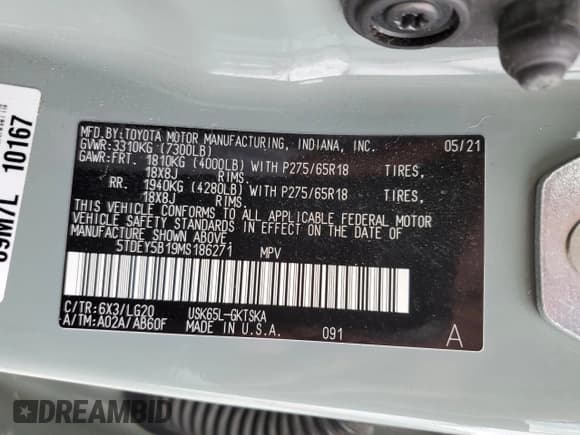 MFD.BY:TOYOTA MOTOR MANUFACTURING, INDIANA, INC. 05/21
GVWR:3310KG (7300LB)
GAWR:FRT. 1810KG (4000LB) WITH P275/65R18 TIRES,
18X8J RIMS,
RR. 1940KG (4280LB) WITH P275/65R18 TIRES,
18X8J RIMS.
THIS VEHICLE CONFORMS TO ALL APPLICABLE FEDERAL MOTOR
VEHICLE SAFETY STANDARDS IN EFFECT ON THE DATE OF
MANUFACTURE SHOWN ABOVE.
5TDEY5B19MS186271 MPV
C/TR:6X3/LG20 USK65L-GKTSKA
A/TM:A02A/AB60F MADE IN U.S.A. 091 A
10167
DREAMBID